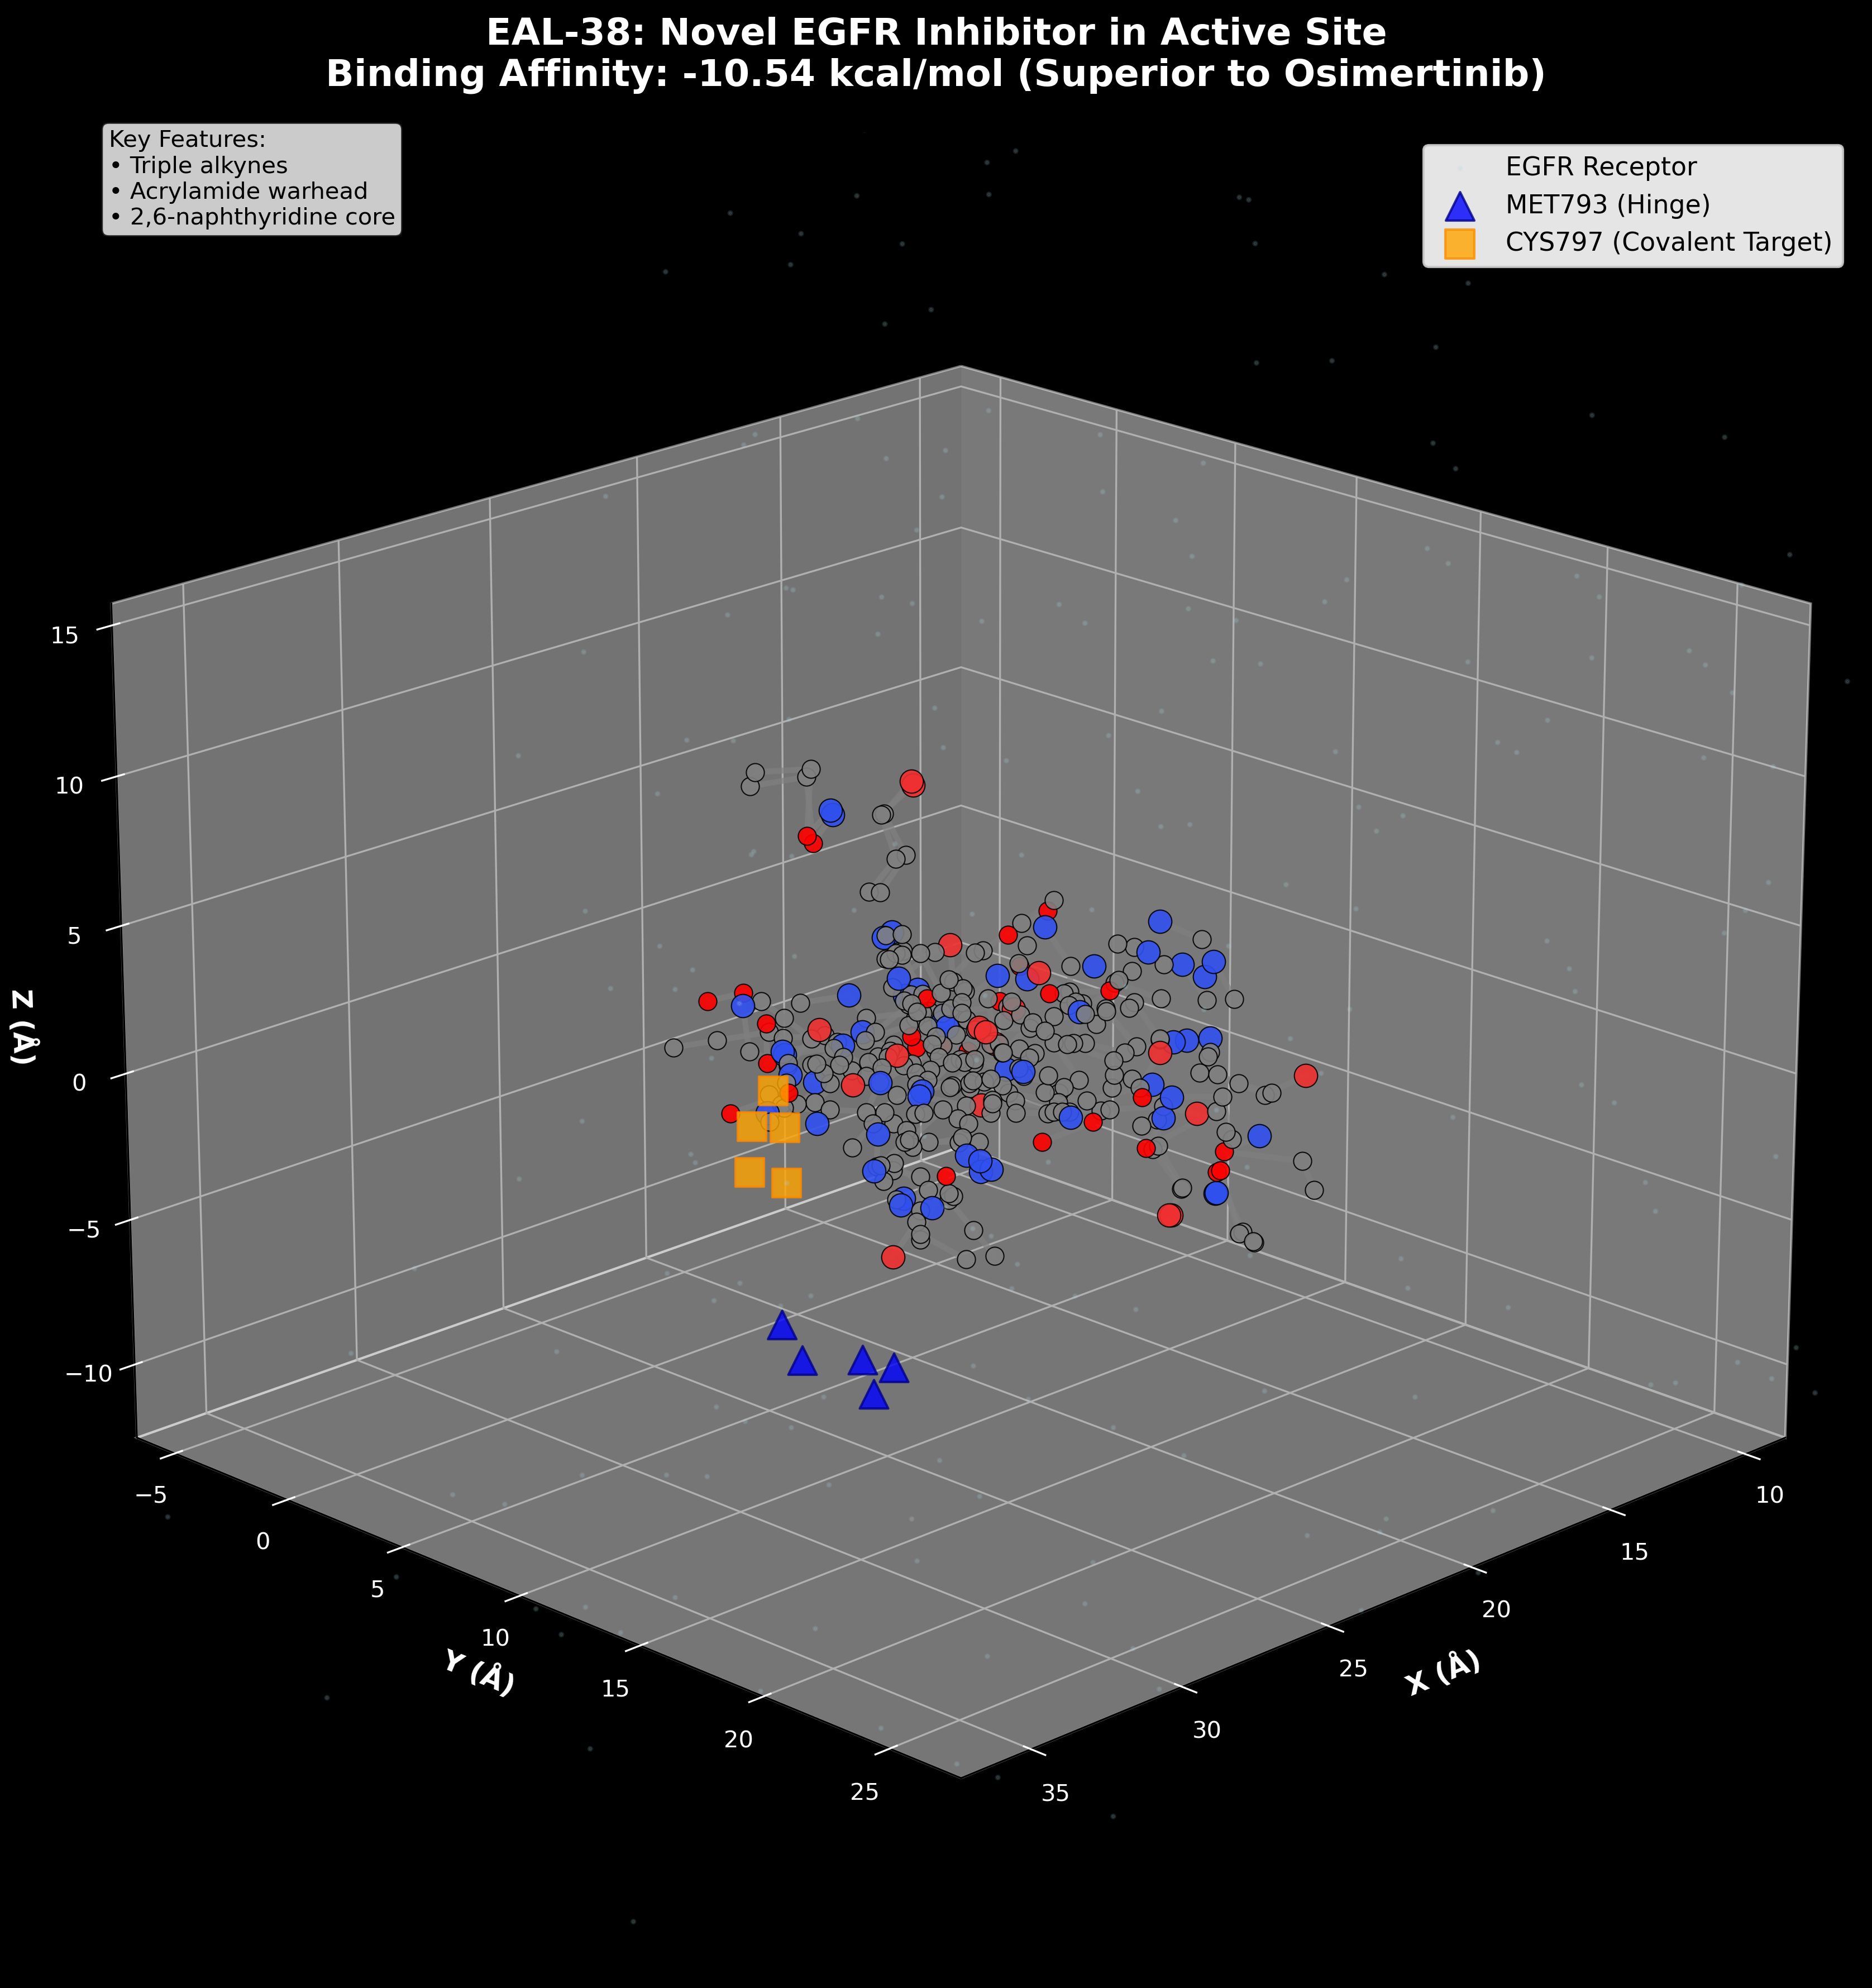 EAL-38: Novel EGFR Inhibitor in Active Site
Binding Affinity: -10.54 kcal/mol (Superior to Osimertinib)
Key Features:
• Triple alkynes
• Acrylamide warhead
• 2,6-naphthyridine core
EGFR Receptor
MET793 (Hinge)
CYS797 (Covalent Target)
15
10
5
0
−5
−10
Z (Å)
−5
0
5
10
15
20
25
Y (Å)
10
15
20
25
30
35
X (Å)